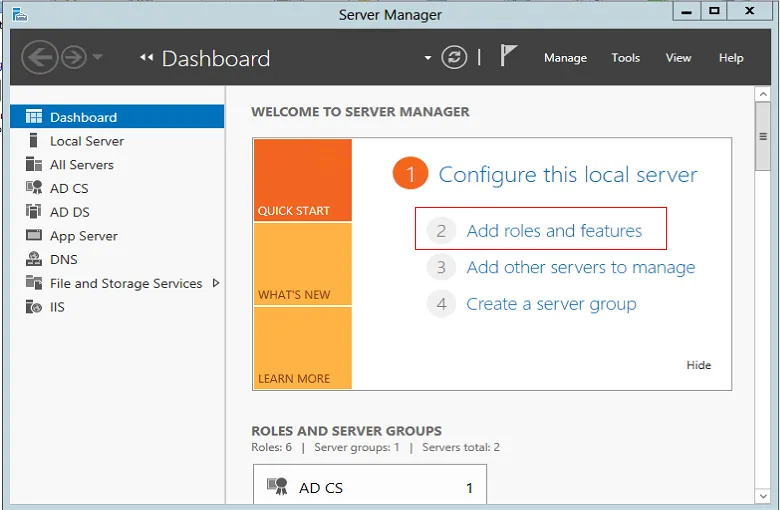 Server Manager
Dashboard
Manage Tools View Help
Dashboard
Local Server
All Servers
AD CS
AD DS
App Server
DNS
File and Storage Services
IIS
WELCOME TO SERVER MANAGER
QUICK START
WHAT'S NEW
LEARN MORE
1 Configure this local server
2 Add roles and features
3 Add other servers to manage
4 Create a server group
Hide
ROLES AND SERVER GROUPS
Roles: 6 | Server groups: 1 | Servers total: 2
AD CS 1